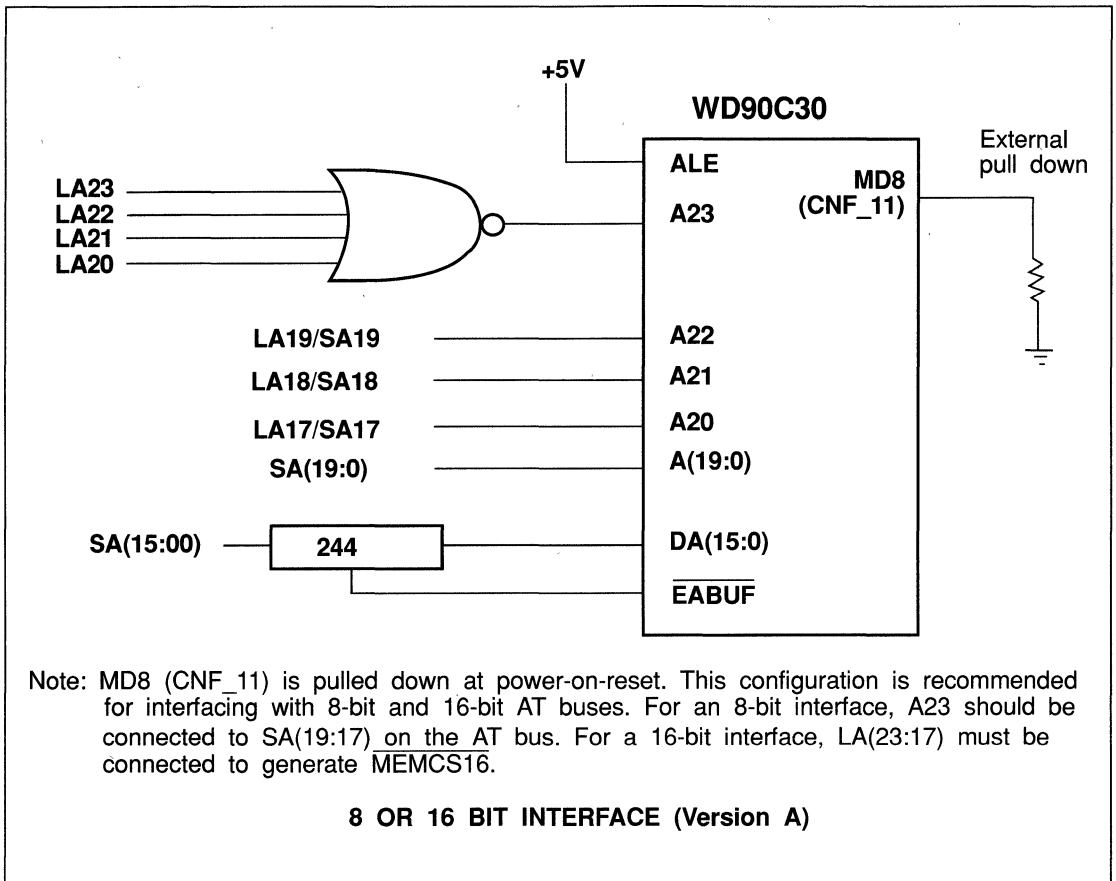 +5V
WD90C30
External
pull down
ALE
MD8
(CNF_11)
LA23
LA22
LA21
LA20
A23
LA19/SA19
A22
LA18/SA18
A21
LA17/SA17
A20
SA(19:0)
A(19:0)
SA(15:00)
244
DA(15:0)
EABUF
Note: MD8 (CNF_11) is pulled down at power-on-reset. This configuration is recommended
for interfacing with 8-bit and 16-bit AT buses. For an 8-bit interface, A23 should be
connected to SA(19:17) on the AT bus. For a 16-bit interface, LA(23:17) must be
connected to generate MEMCS16.
8 OR 16 BIT INTERFACE (Version A)